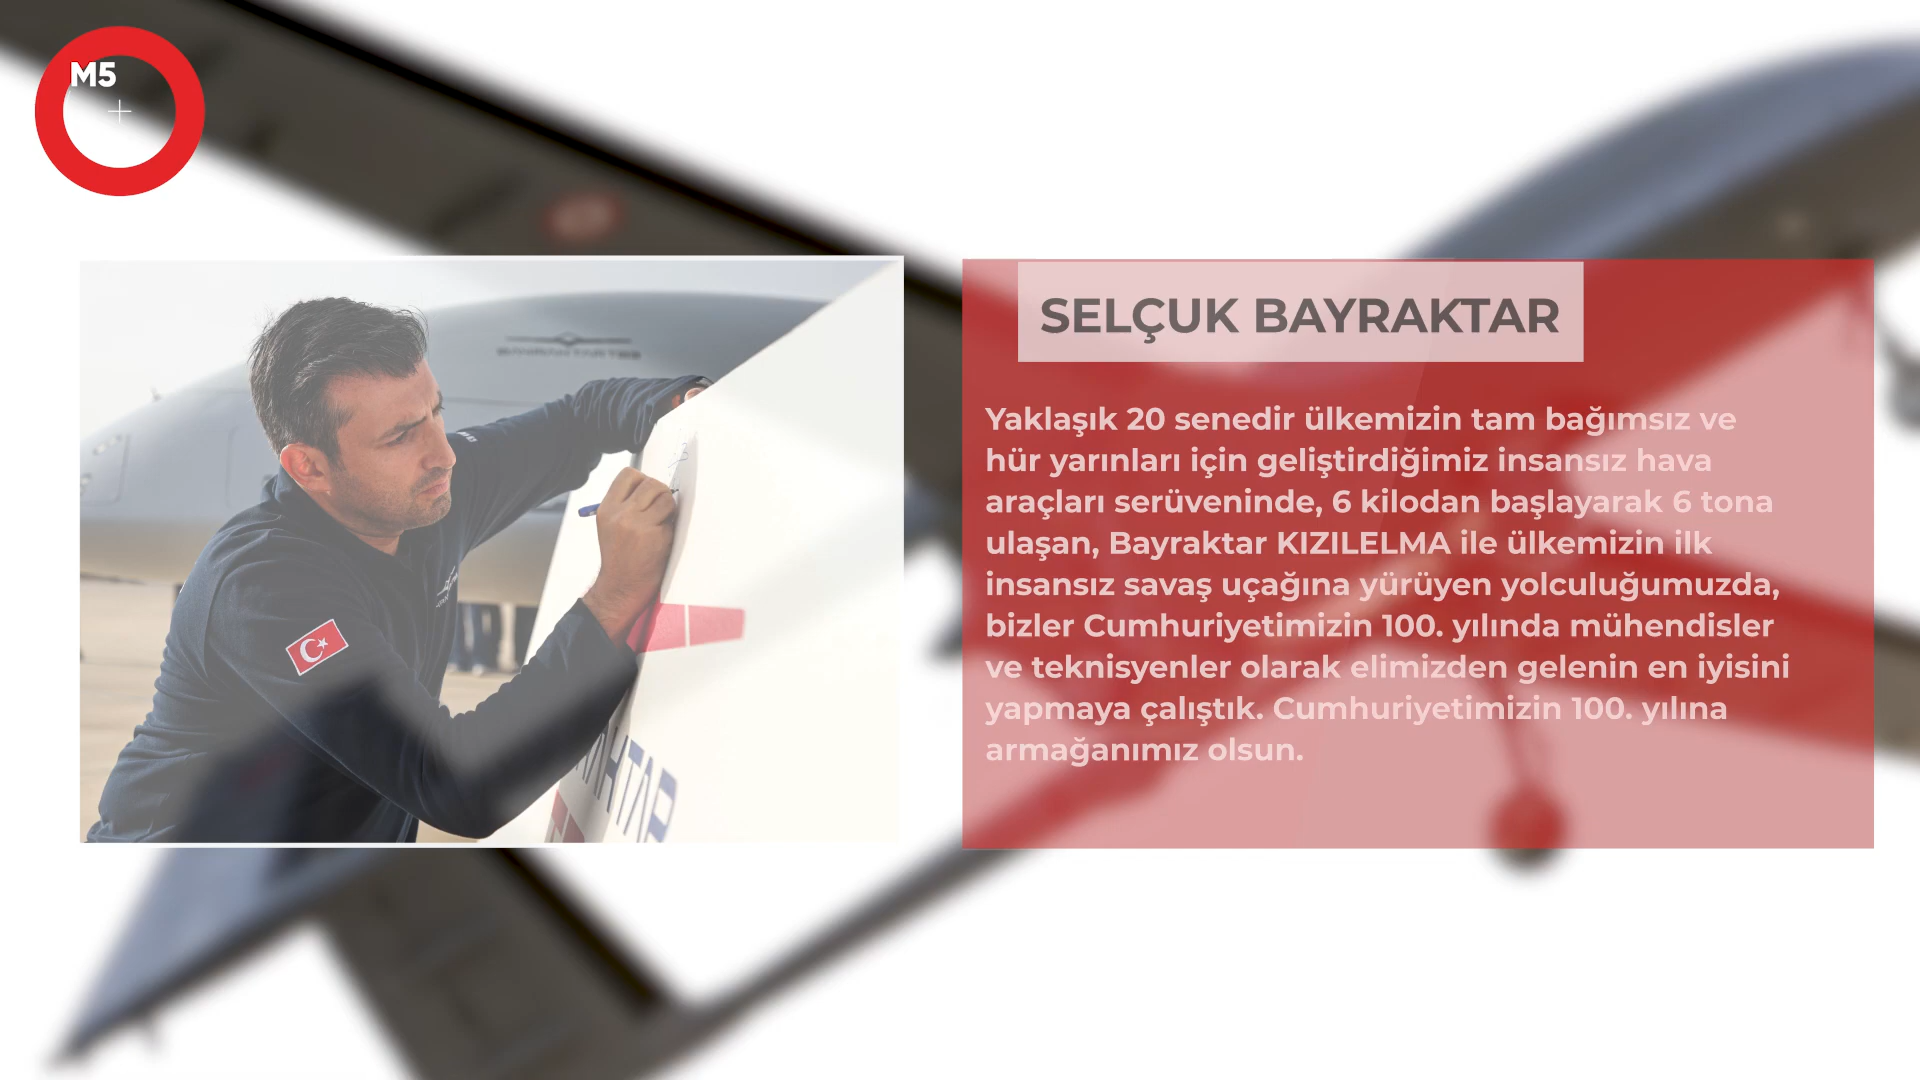 M5
SELÇUK BAYRAKTAR
Yaklaşık 20 senedir ülkemizin tam bağımsız ve
hür yarınları için geliştirdiğimiz insansız hava
araçları serüveninde, 6 kilodan başlayarak 6 tona
ulaşan, Bayraktar KIZILELMA ile ülkemizin ilk
insansız savaş uçağına yürüyen yolculuğumuzda,
bizler Cumhuriyetimizin 100. yılında mühendisler
ve teknisyenler olarak elimizden gelenin en iyisini
yapmaya çalıştık. Cumhuriyetimizin 100. yılına
armağanımız olsun.